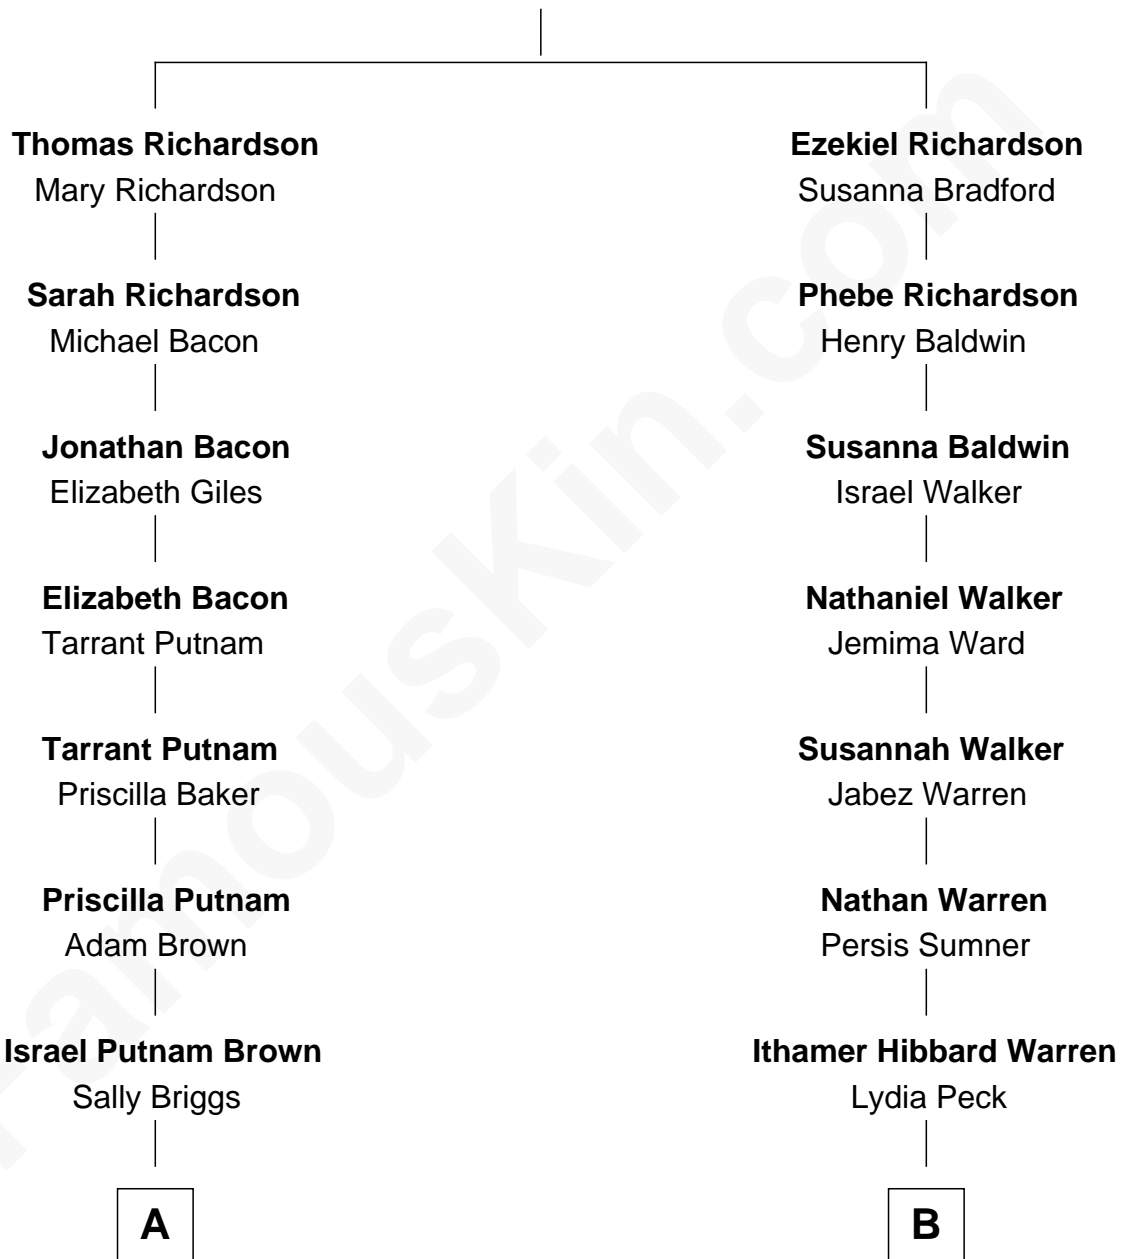 Thomas Richardson
Mary Richardson
Sarah Richardson
Michael Bacon
Jonathan Bacon
Elizabeth Giles
Elizabeth Bacon
Tarrant Putnam
Tarrant Putnam
Priscilla Baker
Priscilla Putnam
Adam Brown
Israel Putnam Brown
Sally Briggs
A
Ezekiel Richardson
Susanna Bradford
Phebe Richardson
Henry Baldwin
Susanna Baldwin
Israel Walker
Nathaniel Walker
Jemima Ward
Susannah Walker
Jabez Warren
Nathan Warren
Persis Sumner
Ithamer Hibbard Warren
Lydia Peck
B
FamousKin.com